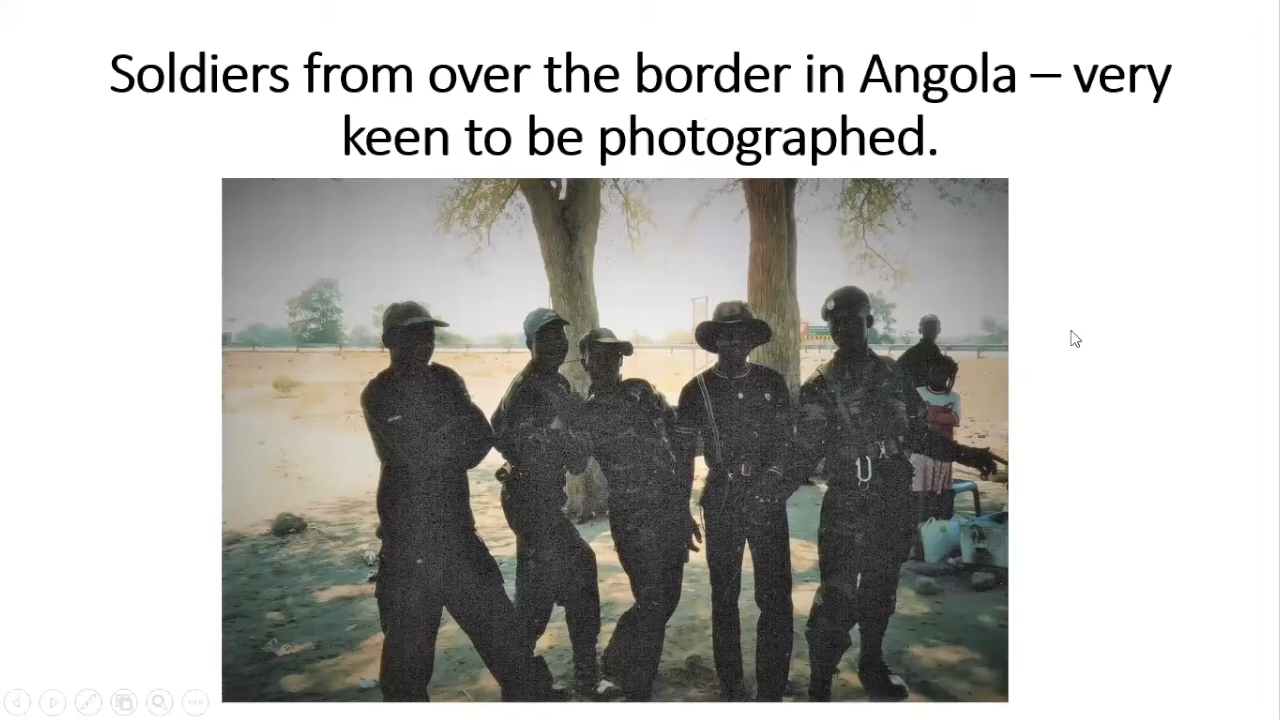 Soldiers from over the border in Angola – very
keen to be photographed.